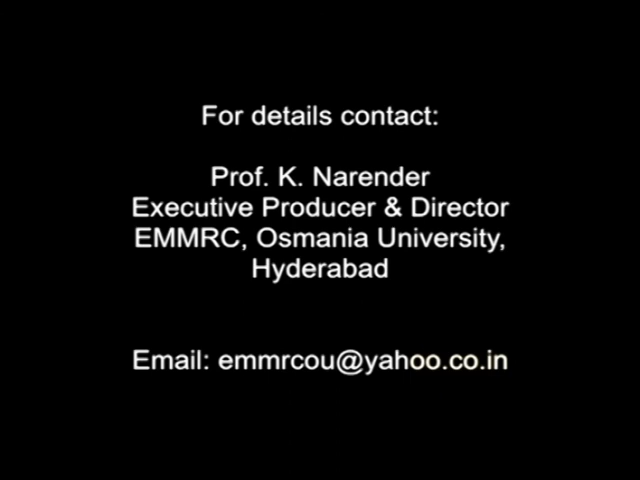 For details contact:
Prof. K. Narender
Executive Producer & Director
EMMRC, Osmania University,
Hyderabad
Email: emmrcou@yahoo.co.in